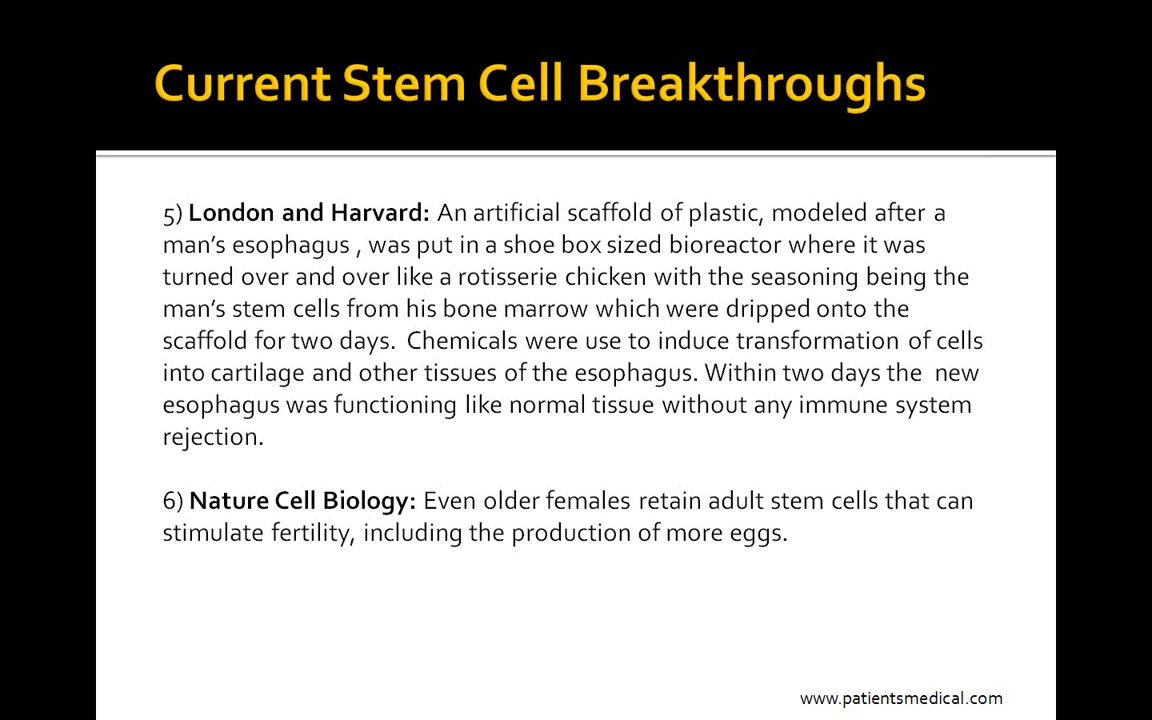 Current Stem Cell Breakthroughs
5) London and Harvard: An artificial scaffold of plastic, modeled after a
man's esophagus , was put in a shoe box sized bioreactor where it was
turned over and over like a rotisserie chicken with the seasoning being the
man's stem cells from his bone marrow which were dripped onto the
scaffold for two days.  Chemicals were use to induce transformation of cells
into cartilage and other tissues of the esophagus. Within two days the  new
esophagus was functioning like normal tissue without any immune system
rejection.
6) Nature Cell Biology: Even older females retain adult stem cells that can
stimulate fertility, including the production of more eggs.
www.patientsmedical.com